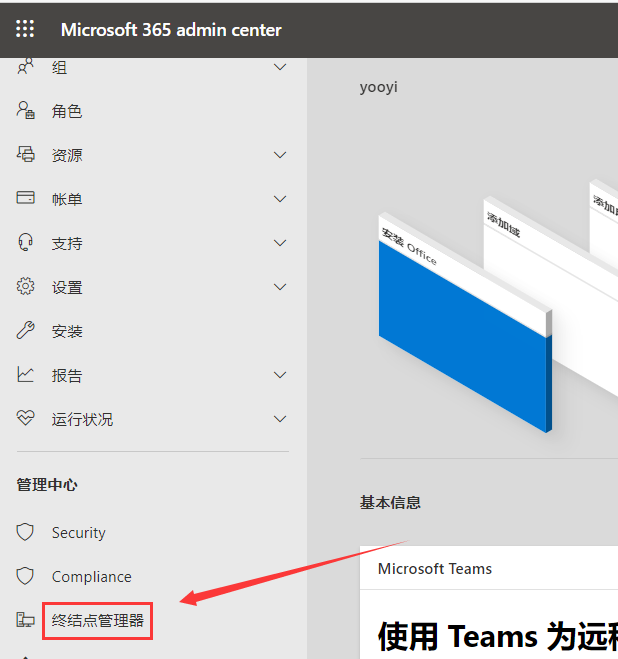 Microsoft 365 admin center
组
角色
资源
帐单
支持
设置
安装
报告
运行状况
管理中心
Security
Compliance
终结点管理器
yooyi
安装 Office
添加域
添加
基本信息
Microsoft Teams
使用 Teams 为远